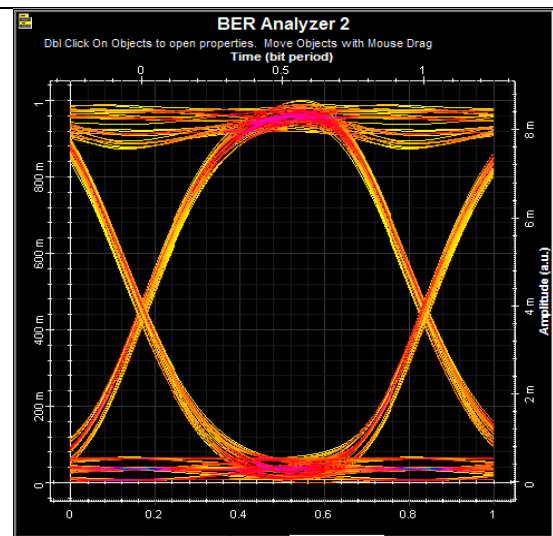 BER Analyzer 2
Dbl Click On Objects to open properties. Move Objects with Mouse Drag
Time (bit period)
0 0.5 1
1
800 m
600 m
400 m
200 m
0
8 m
6 m
4 m
2 m
0
Amplitude (a.u.)
0 0.2 0.4 0.6 0.8 1